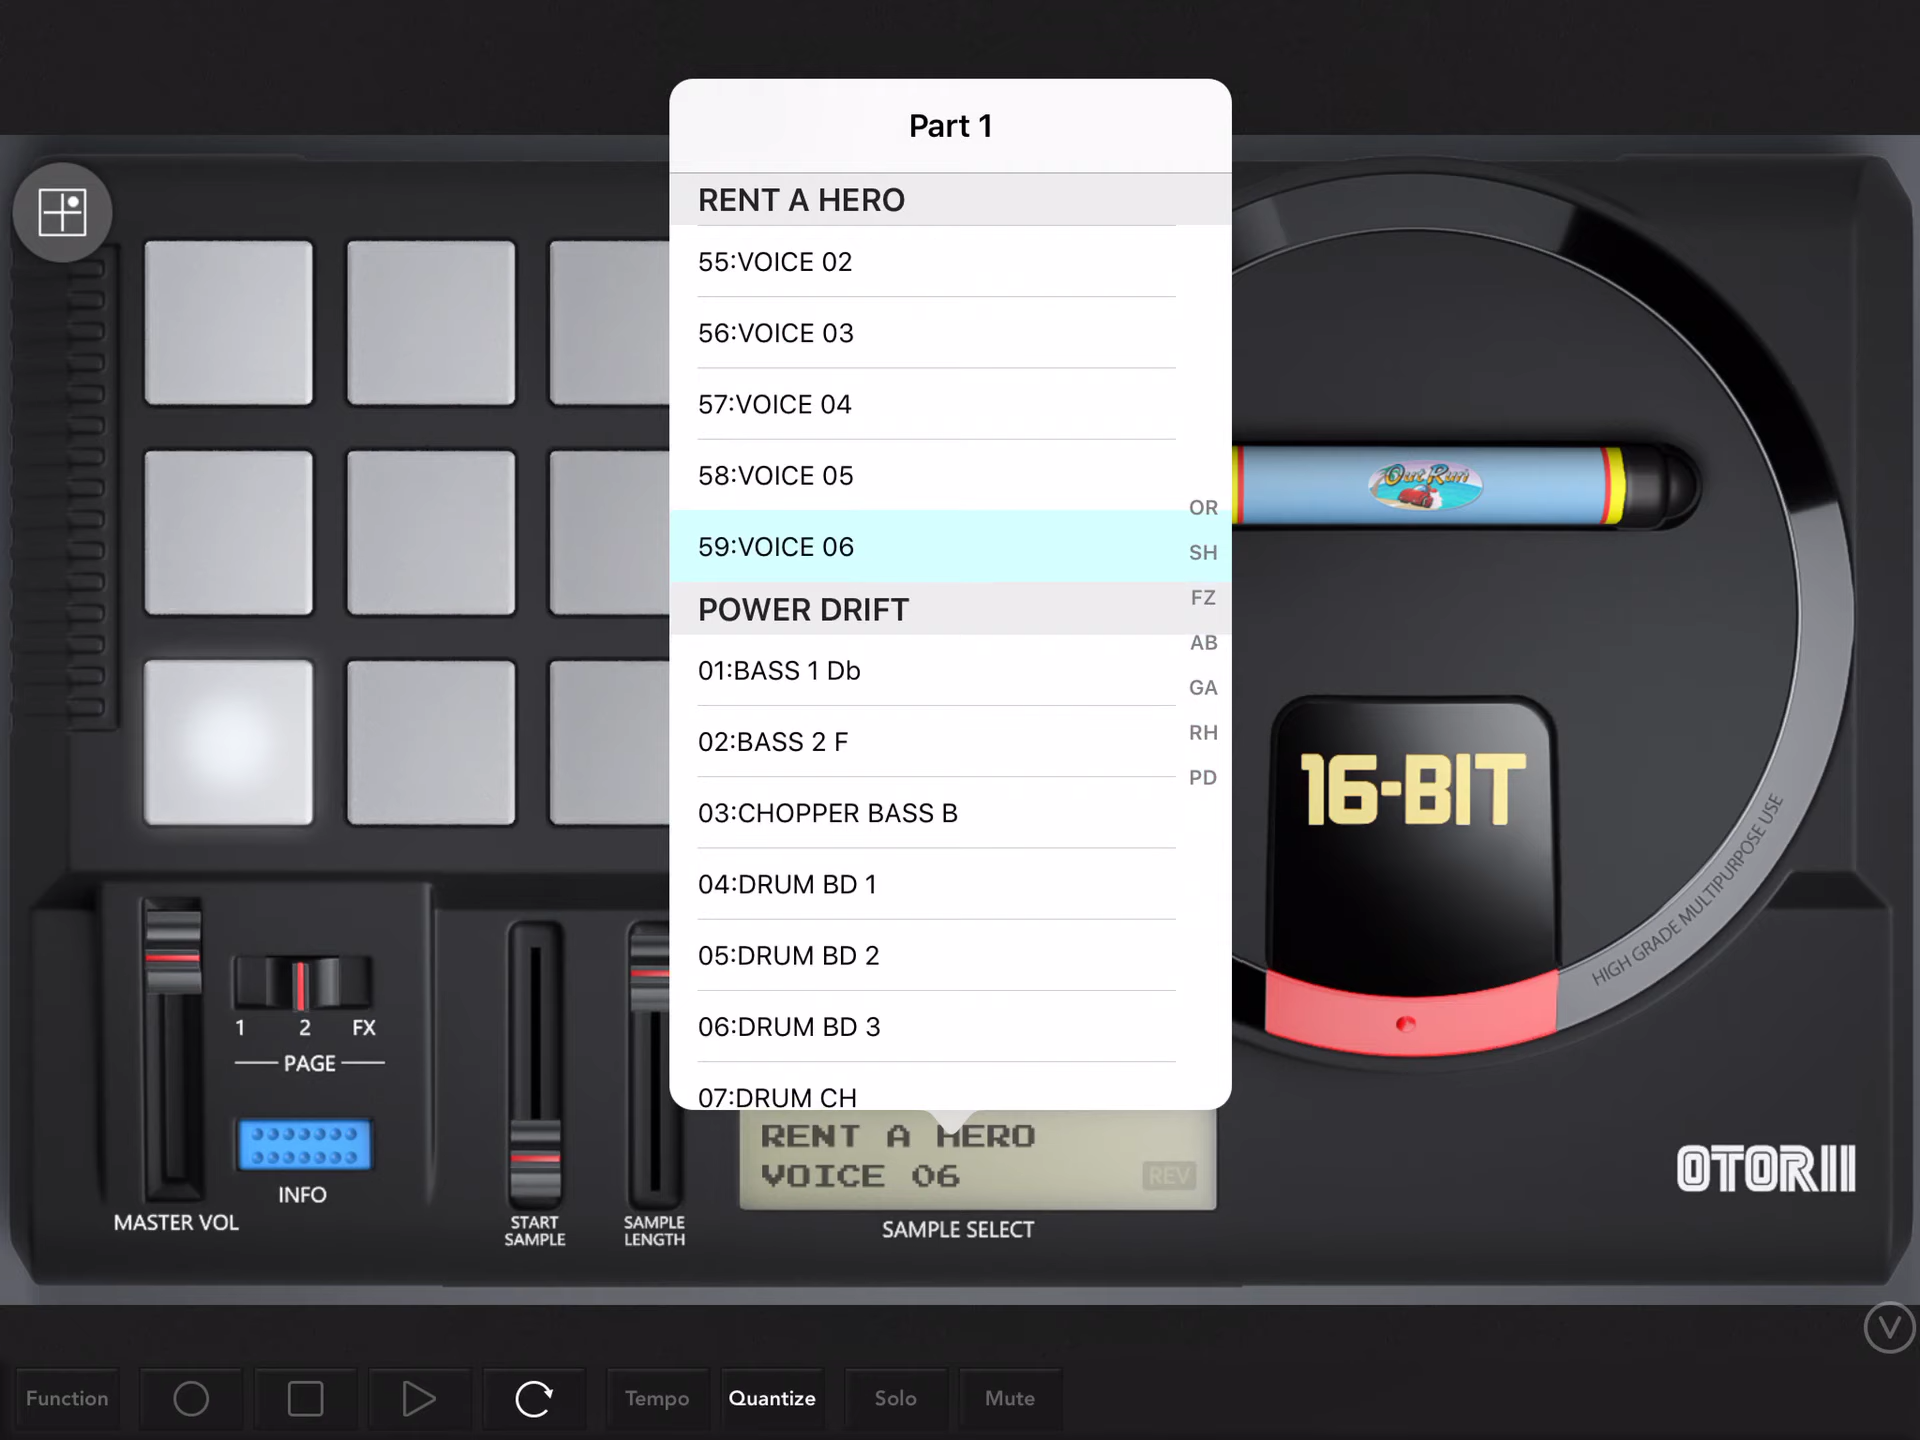 Part 1
RENT A HERO
55:VOICE 02
56:VOICE 03
57:VOICE 04
58:VOICE 05
59:VOICE 06
POWER DRIFT
01:BASS 1 Db
02:BASS 2 F
03:CHOPPER BASS B
04:DRUM BD 1
05:DRUM BD 2
06:DRUM BD 3
07:DRUM CH
OR
SH
FZ
AB
GA
RH
PD
OutRun
16-BIT
HIGH GRADE MULTIPURPOSE USE
1 2 FX
PAGE
INFO
MASTER VOL
START SAMPLE
SAMPLE LENGTH
RENT A HERO
VOICE 06
REV
SAMPLE SELECT
OTORII
V
Function
Tempo
Quantize
Solo
Mute